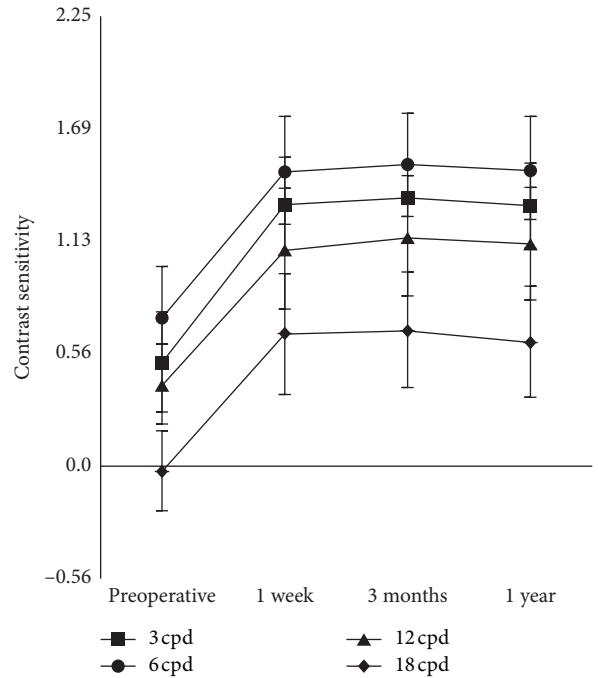 2.25
1.69
1.13
0.56
0.0
−0.56
Contrast sensitivity
Preoperative 1 week 3 months 1 year
3 cpd 12 cpd
6 cpd 18 cpd